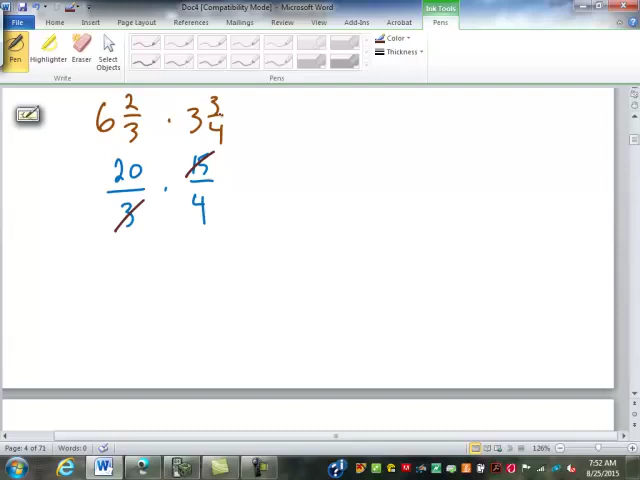 Doc4 [Compatibility Mode] - Microsoft Word
Ink Tools
File Home Insert Page Layout References Mailings Review View Add-Ins Acrobat Pens
Pen Highlighter Eraser Select Objects
Color
Thickness
Write
Pens
6 2/3 · 3 3/4
20/3 · 15/4
Page: 4 of 71 Words: 0
126%
7:52 AM
8/25/2015